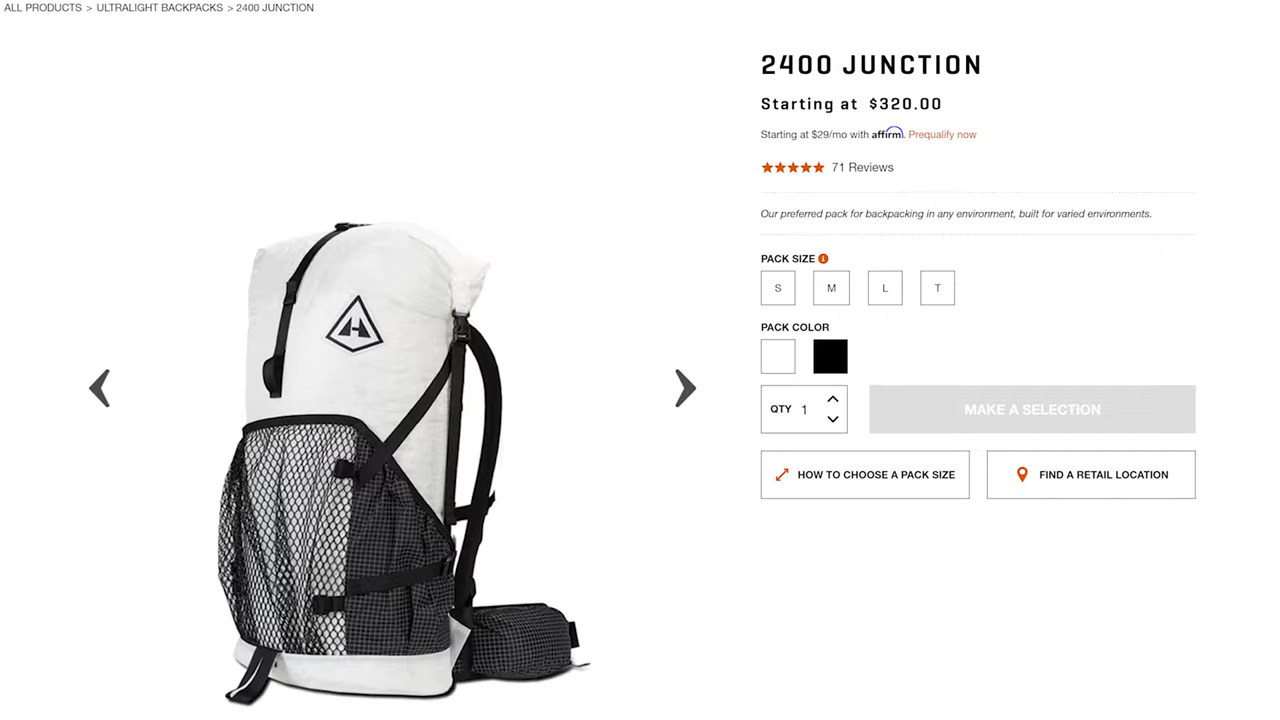 ALL PRODUCTS > ULTRALIGHT BACKPACKS > 2400 JUNCTION
2400 JUNCTION
Starting at $320.00
Starting at $29/mo with affirm. Prequalify now
71 Reviews
Our preferred pack for backpacking in any environment, built for varied environments.
PACK SIZE
S M L T
PACK COLOR
QTY 1 MAKE A SELECTION
HOW TO CHOOSE A PACK SIZE FIND A RETAIL LOCATION